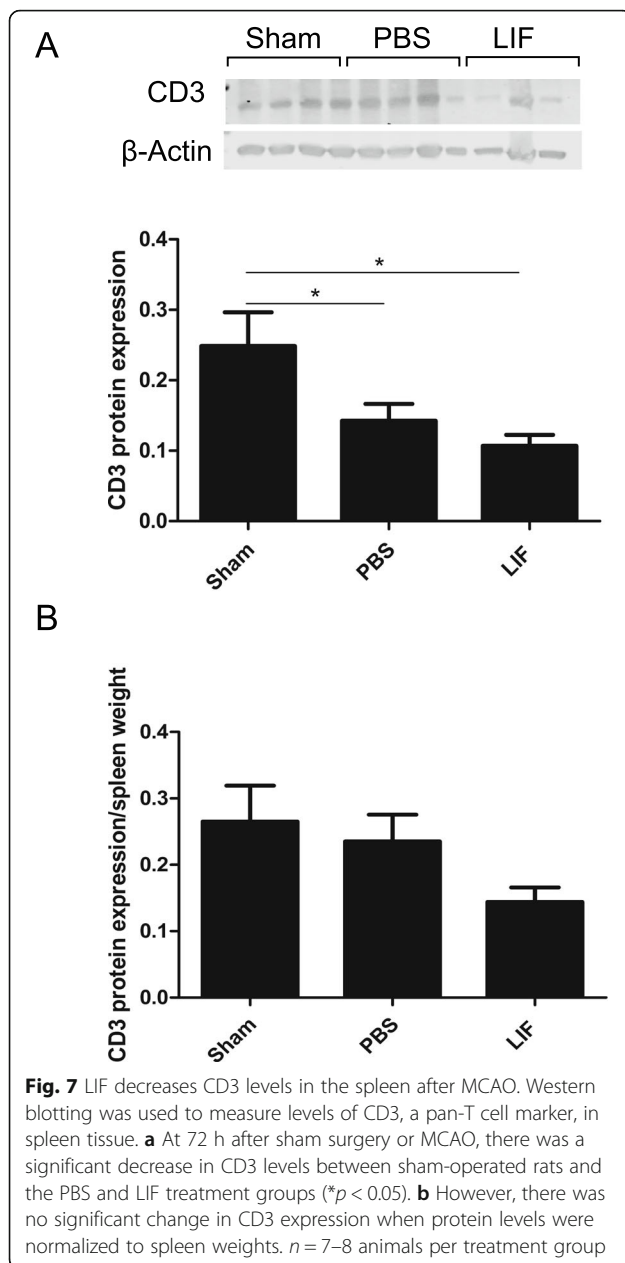 A
Sham PBS LIF
CD3
β-Actin
CD3 protein expression
0.4
0.3
0.2
0.1
0.0
*
*
Sham PBS LIF
B
CD3 protein expression/spleen weight
0.4
0.3
0.2
0.1
0.0
Sham PBS LIF
Fig. 7 LIF decreases CD3 levels in the spleen after MCAO. Western
blotting was used to measure levels of CD3, a pan-T cell marker, in
spleen tissue. a At 72 h after sham surgery or MCAO, there was a
significant decrease in CD3 levels between sham-operated rats and
the PBS and LIF treatment groups (*p < 0.05). b However, there was
no significant change in CD3 expression when protein levels were
normalized to spleen weights. n = 7–8 animals per treatment group